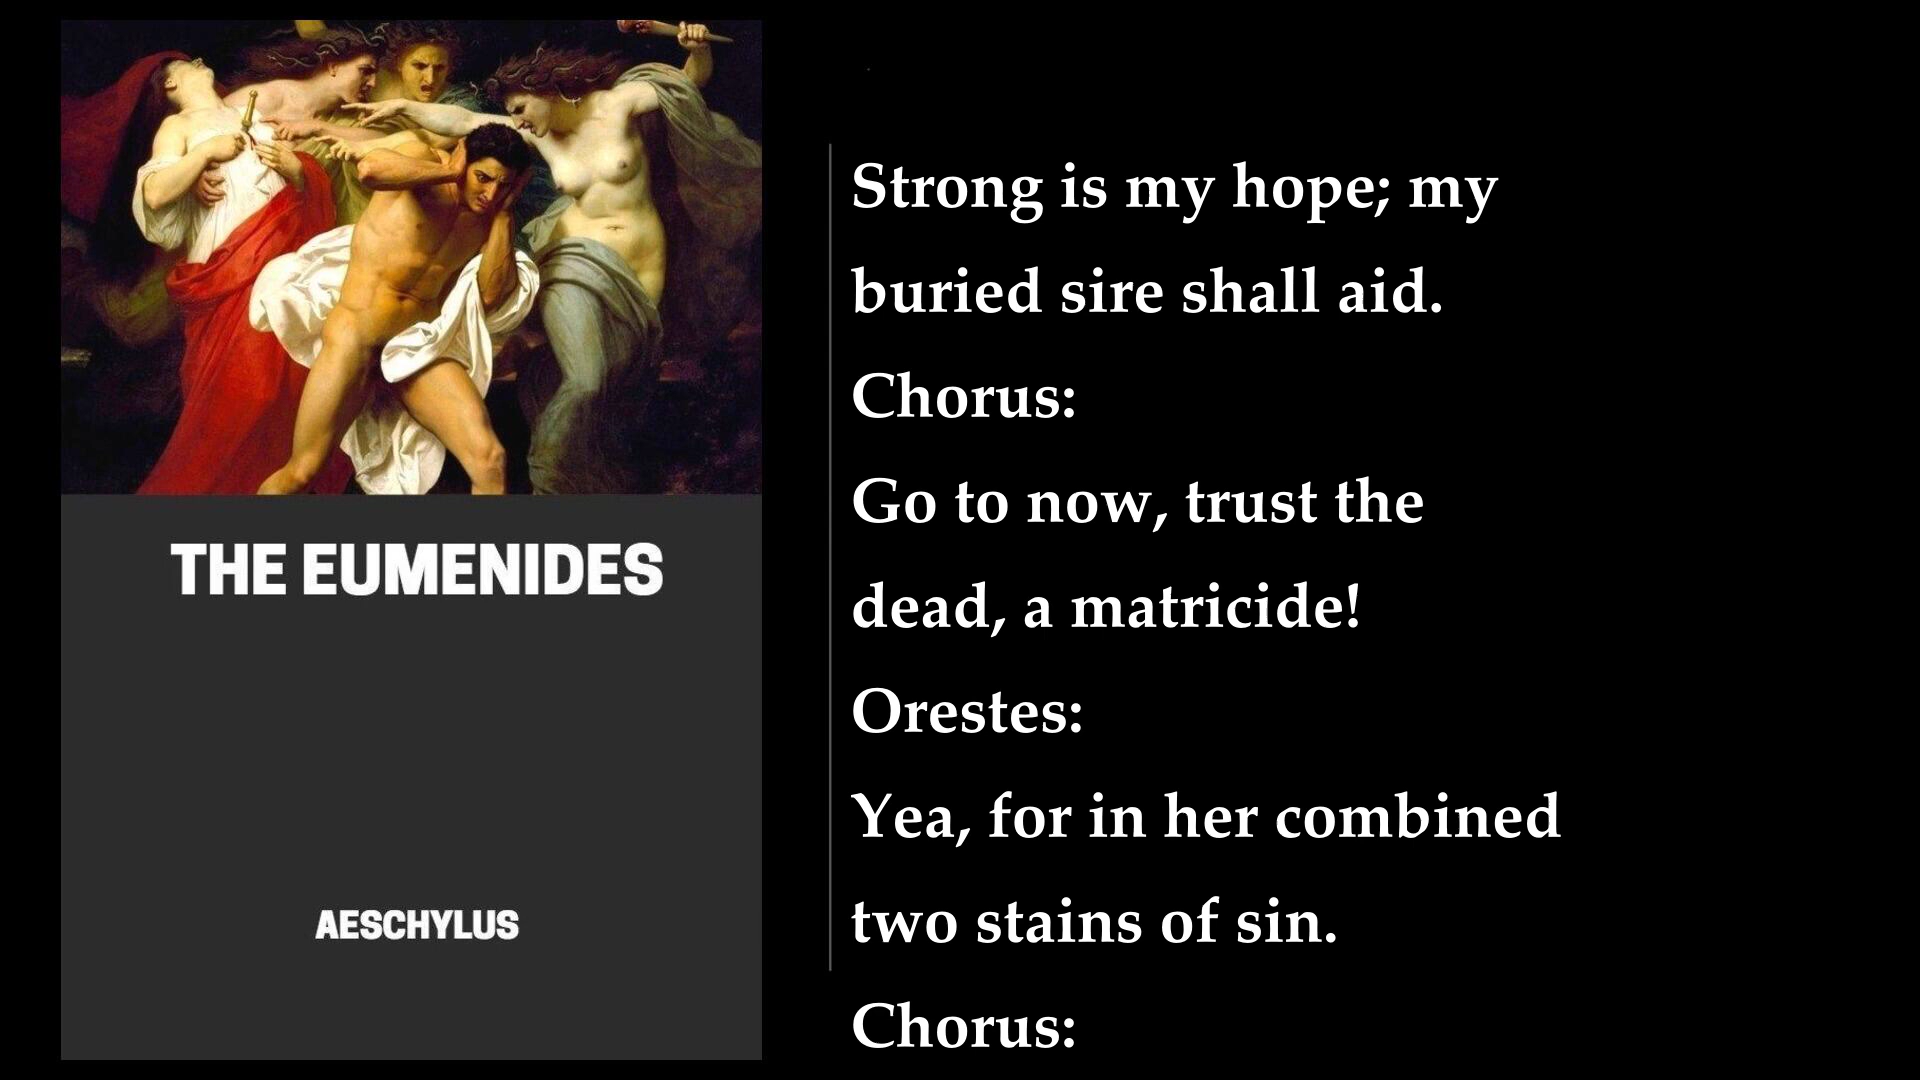 THE EUMENIDES
AESCHYLUS
Strong is my hope; my
buried sire shall aid.
Chorus:
Go to now, trust the
dead, a matricide!
Orestes:
Yea, for in her combined
two stains of sin.
Chorus: